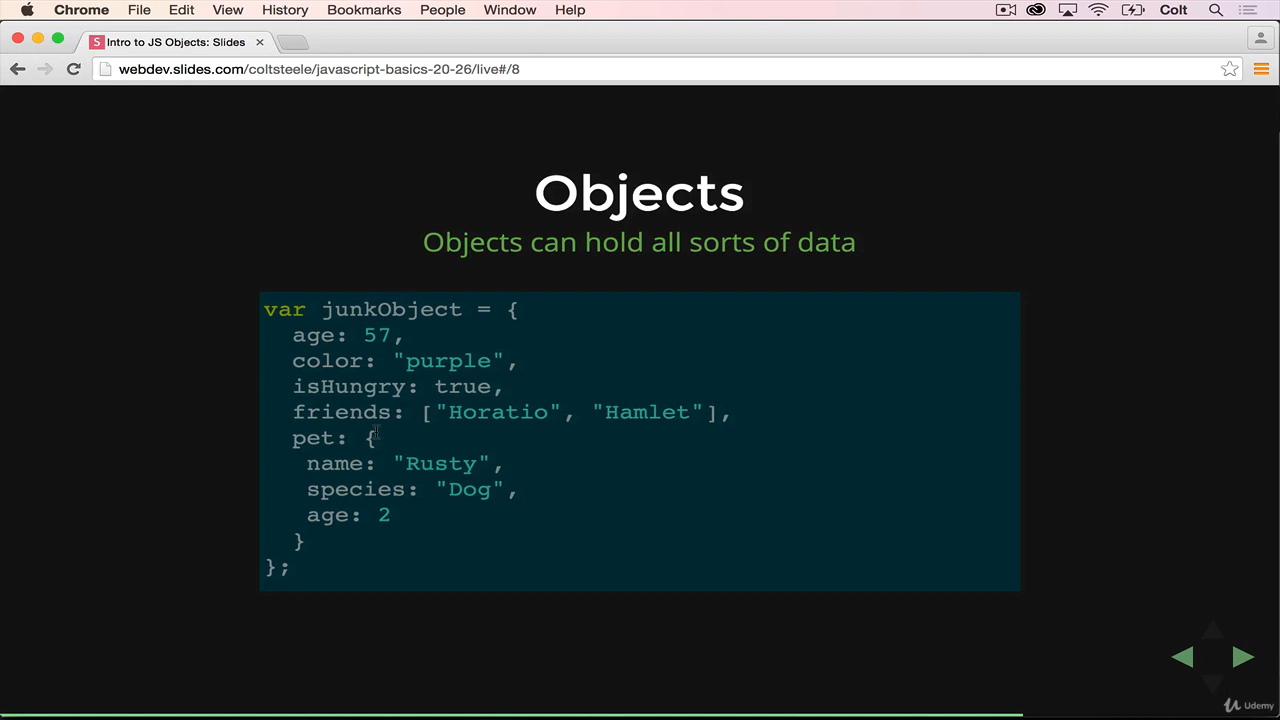 Chrome File Edit View History Bookmarks People Window Help Colt
S Intro to JS Objects: Slides ×
webdev.slides.com/coltsteele/javascript-basics-20-26/live#/8
Objects
Objects can hold all sorts of data
var junkObject = {
age: 57,
color: "purple",
isHungry: true,
friends: ["Horatio", "Hamlet"],
pet: {
name: "Rusty",
species: "Dog",
age: 2
}
};
Udemy